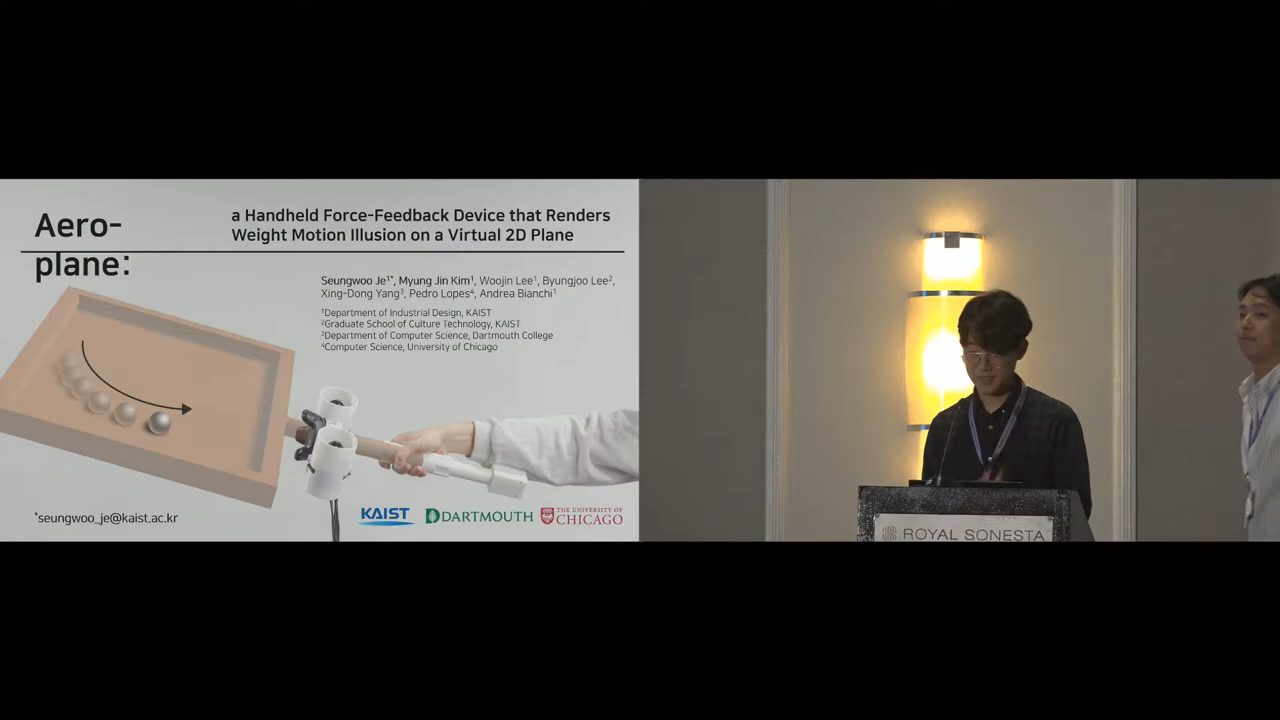 Aero-
plane:
a Handheld Force-Feedback Device that Renders
Weight Motion Illusion on a Virtual 2D Plane
Seungwoo Je¹*, Myung Jin Kim¹, Woojin Lee¹, Byungjoo Lee²,
Xing-Dong Yang³, Pedro Lopes⁴, Andrea Bianchi¹
¹Department of Industrial Design, KAIST
²Graduate School of Culture Technology, KAIST
³Department of Computer Science, Dartmouth College
⁴Computer Science, University of Chicago
*seungwoo_je@kaist.ac.kr
KAIST
DARTMOUTH
THE UNIVERSITY OF
CHICAGO
ROYAL SONESTA